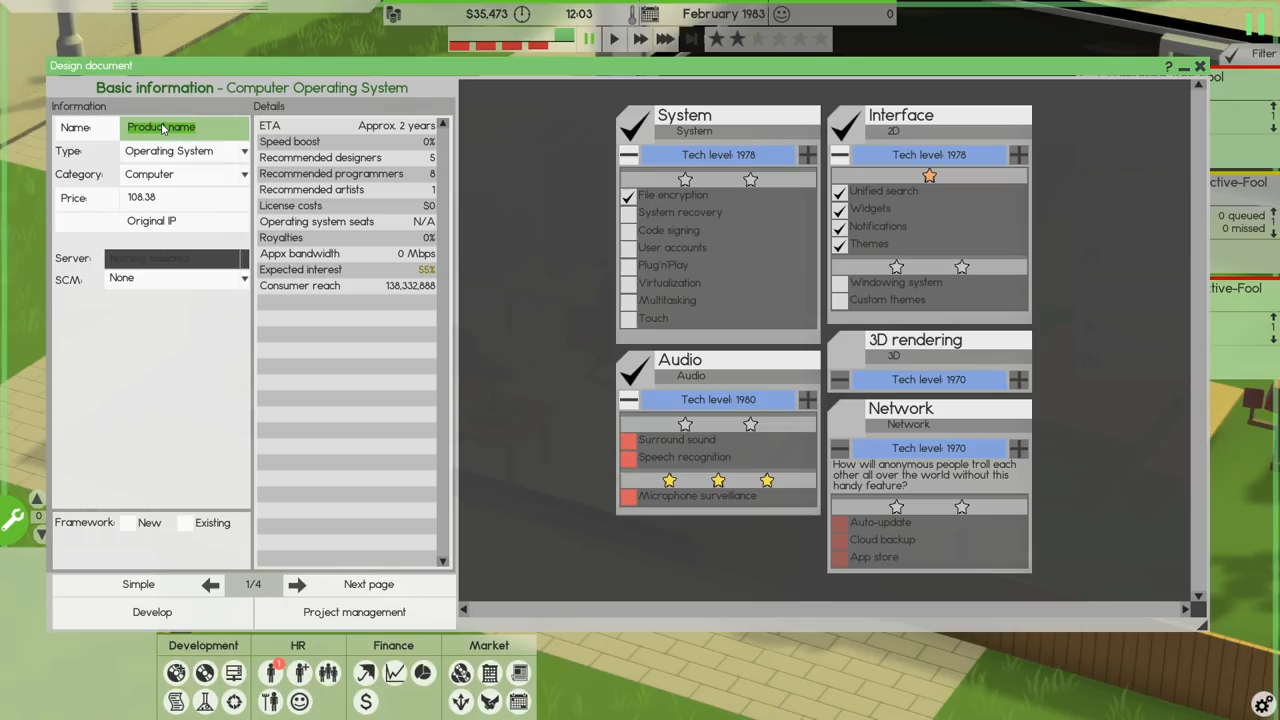 $35,473
12:03
February 1983
0
Filter
Design document
?
Basic information - Computer Operating System
Information
Name: Product name
Type: Operating System
Category: Computer
Price: 108.38
Original IP
Server:
SCM: None
Framework: New Existing
Details
ETA Approx. 2 years
Speed boost 0%
Recommended designers 5
Recommended programmers 8
Recommended artists 1
License costs $0
Operating system seats N/A
Royalties 0%
Appx bandwidth 0 Mbps
Expected interest 55%
Consumer reach 138,332,888
Simple 1/4 Next page
Develop Project management
System
System
Tech level: 1978
File encryption
System recovery
Code signing
User accounts
Plug'n'Play
Virtualization
Multitasking
Touch
Audio
Audio
Tech level: 1980
Surround sound
Speech recognition
Microphone surveillance
Interface
2D
Tech level: 1978
Unified search
Widgets
Notifications
Themes
Windowing system
Custom themes
3D rendering
3D
Tech level: 1970
Network
Network
Tech level: 1970
How will anonymous people troll each
other all over the world without this
handy feature?
Auto-update
Cloud backup
App store
ctive-Fool
0 queued
0 missed
1
ctive-Fool
1
0
Development HR Finance Market
1